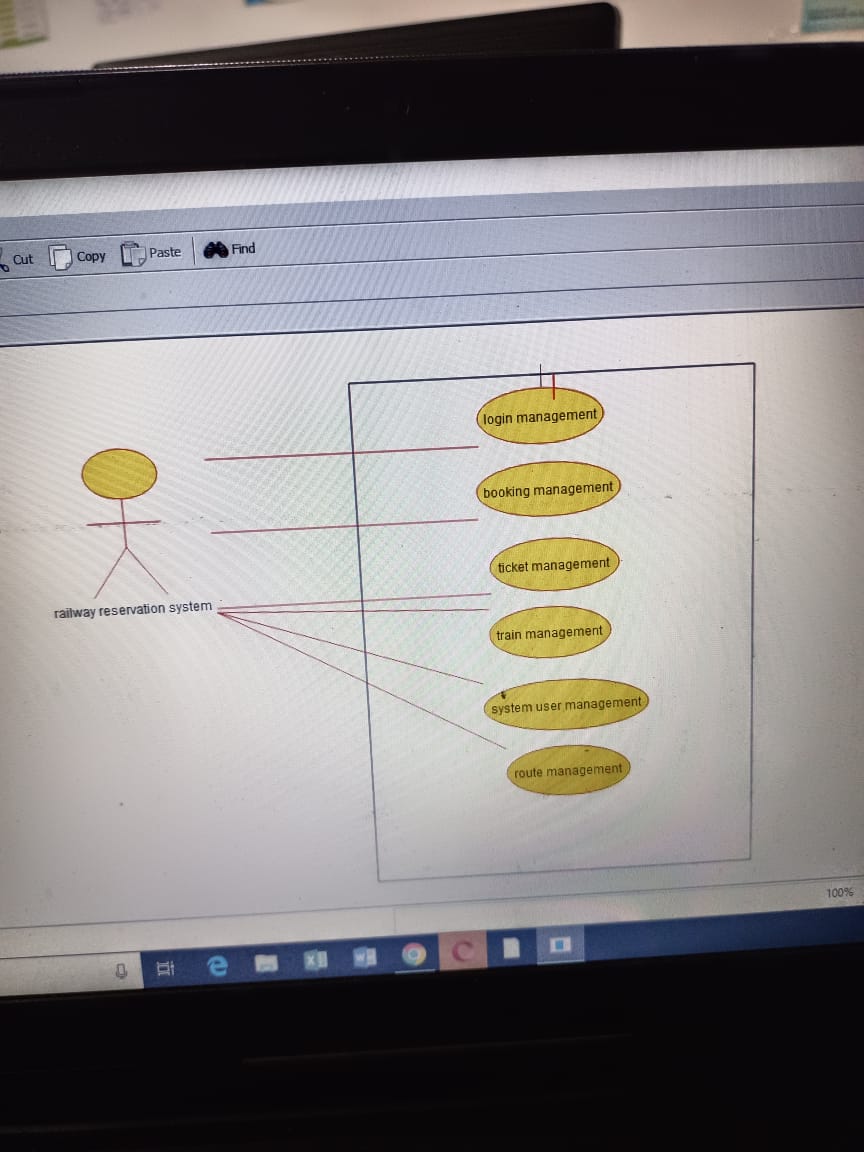 Cut Copy Paste Find
login management
booking management
ticket management
train management
railway reservation system
system user management
route management
100%